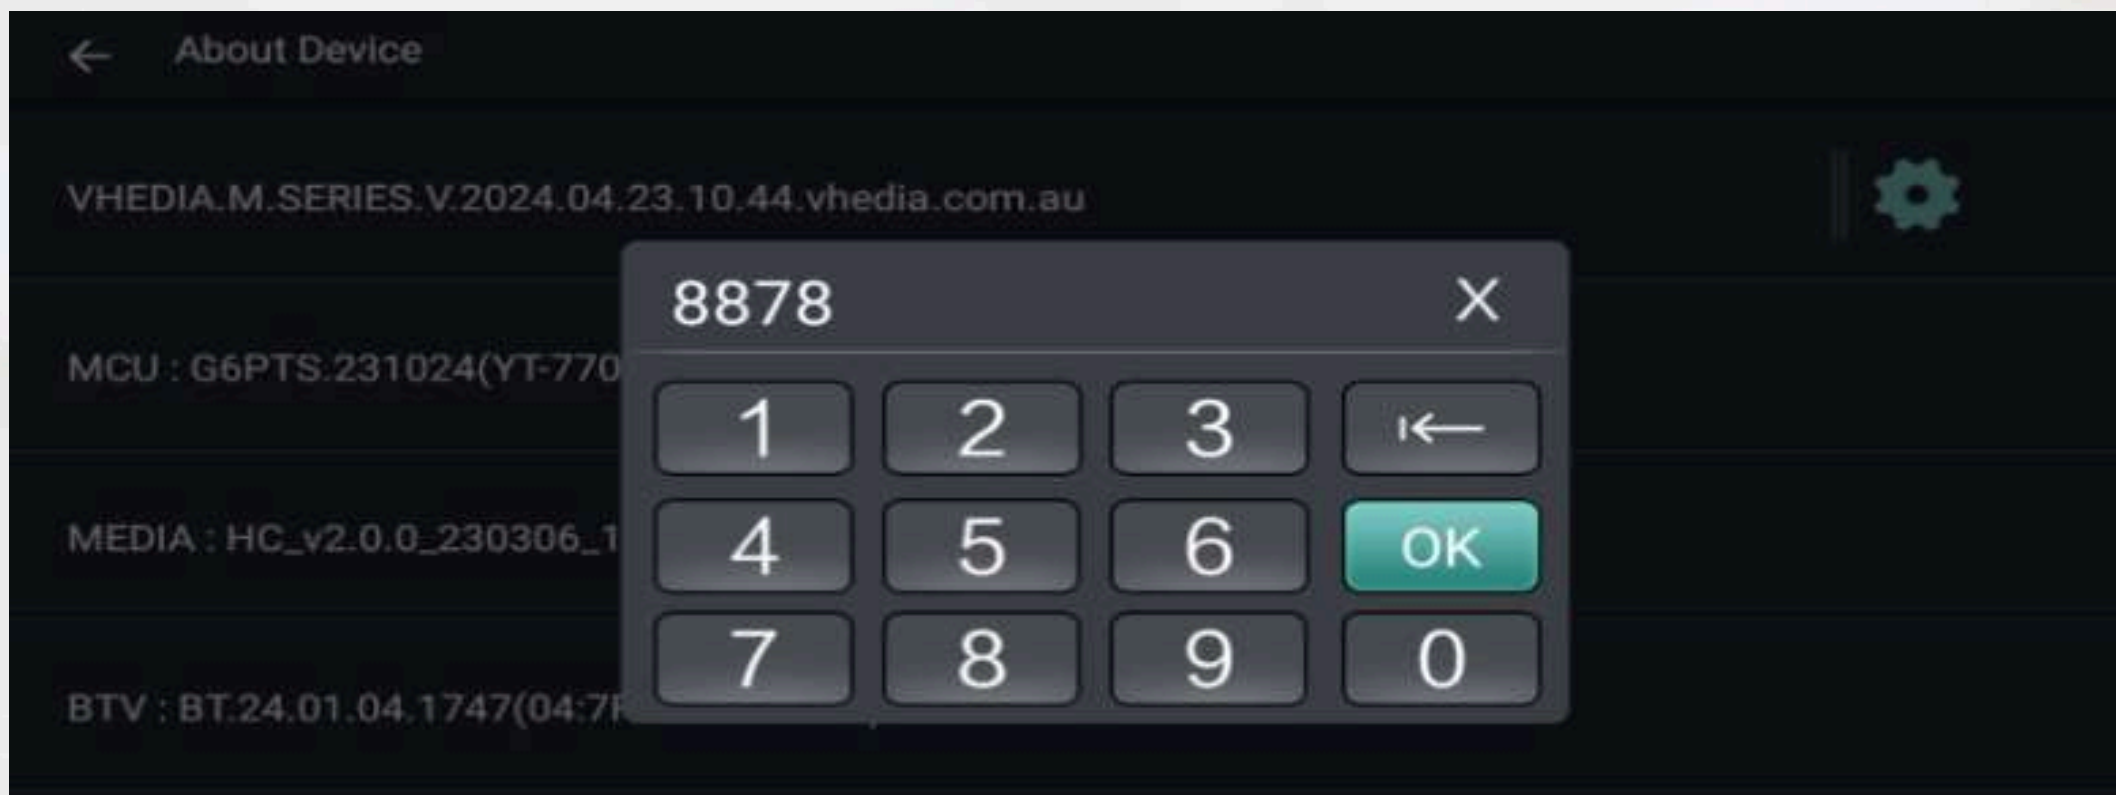 About Device
VHEDIA.M.SERIES.V.2024.04.23.10.44.vhedia.com.au
8878 X
MCU : G6PTS.231024(YT-770
1 2 3
MEDIA : HC_v2.0.0_230306_1
4 5 6 OK
BTV : BT.24.01.04.1747(04:7
7 8 9 0